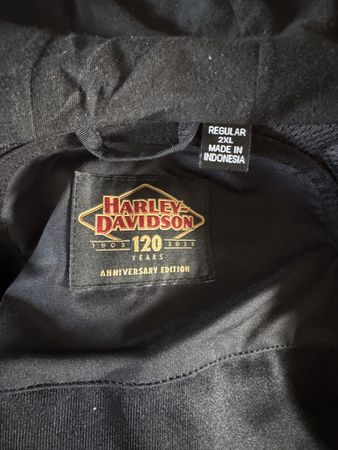 REGULAR
2XL
MADE IN
INDONESIA
HARLEY-
DAVIDSON
1903 120 2023
YEARS
ANNIVERSARY EDITION